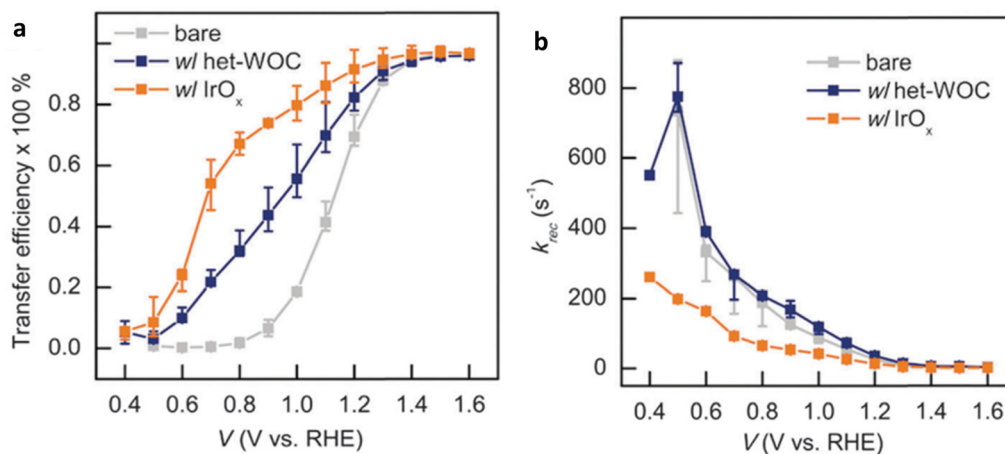 a
bare
w/ het-WOC
w/ IrOₓ
Transfer efficiency x 100 %
0.8
0.6
0.4
0.2
0.0
0.4 0.6 0.8 1.0 1.2 1.4 1.6
V (V vs. RHE)
b
bare
w/ het-WOC
w/ IrOₓ
k_rec (s⁻¹)
800
600
400
200
0
0.4 0.6 0.8 1.0 1.2 1.4 1.6
V (V vs. RHE)